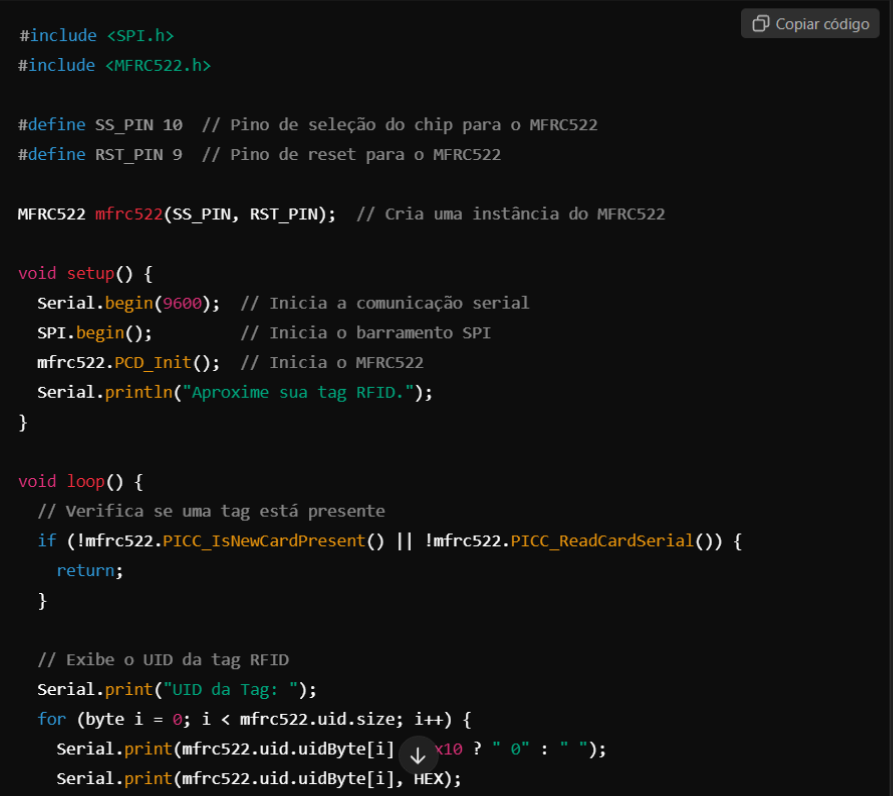 Copiar código
#include <SPI.h>
#include <MFRC522.h>
#define SS_PIN 10  // Pino de seleção do chip para o MFRC522
#define RST_PIN 9  // Pino de reset para o MFRC522
MFRC522 mfrc522(SS_PIN, RST_PIN);  // Cria uma instância do MFRC522
void setup() {
  Serial.begin(9600);  // Inicia a comunicação serial
  SPI.begin();         // Inicia o barramento SPI
  mfrc522.PCD_Init();  // Inicia o MFRC522
  Serial.println("Aproxime sua tag RFID.");
}
void loop() {
  // Verifica se uma tag está presente
  if (!mfrc522.PICC_IsNewCardPresent() || !mfrc522.PICC_ReadCardSerial()) {
    return;
  }
  // Exibe o UID da tag RFID
  Serial.print("UID da Tag: ");
  for (byte i = 0; i < mfrc522.uid.size; i++) {
    Serial.print(mfrc522.uid.uidByte[i] x10 ? " 0" : " ");
    Serial.print(mfrc522.uid.uidByte[i], HEX);